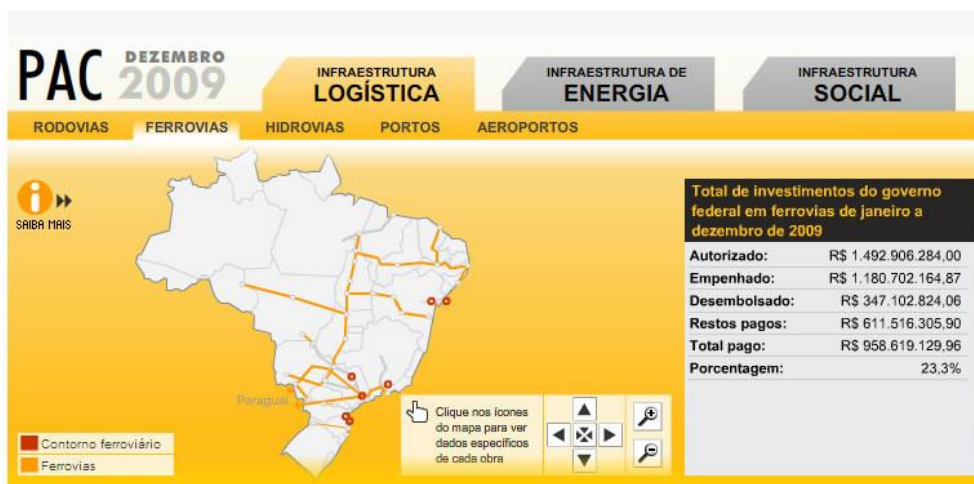 PAC DEZEMBRO 2009
INFRAESTRUTURA
LOGÍSTICA
INFRAESTRUTURA DE
ENERGIA
INFRAESTRUTURA
SOCIAL
RODOVIAS FERROVIAS HIDROVIAS PORTOS AEROPORTOS
SAIBA MAIS
Paraguai
Contorno ferroviário
Ferrovias
Clique nos ícones
do mapa para ver
dados específicos
de cada obra
Total de investimentos do governo
federal em ferrovias de janeiro a
dezembro de 2009
Autorizado: R$ 1.492.906.284,00
Empenhado: R$ 1.180.702.164,87
Desembolsado: R$ 347.102.824,06
Restos pagos: R$ 611.516.305,90
Total pago: R$ 958.619.129,96
Porcentagem: 23,3%